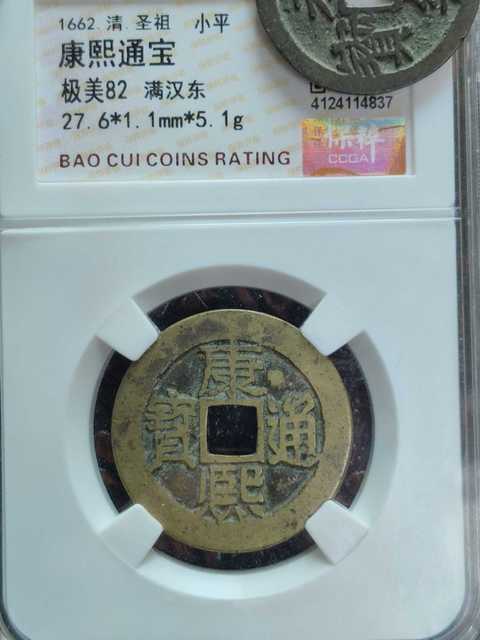 1662.清.圣祖 小平
康熙通宝
极美82 满汉东
27.6*1.1mm*5.1g
BAO CUI COINS RATING
4124114837
保粹
CCGA
康熙通寶
寶